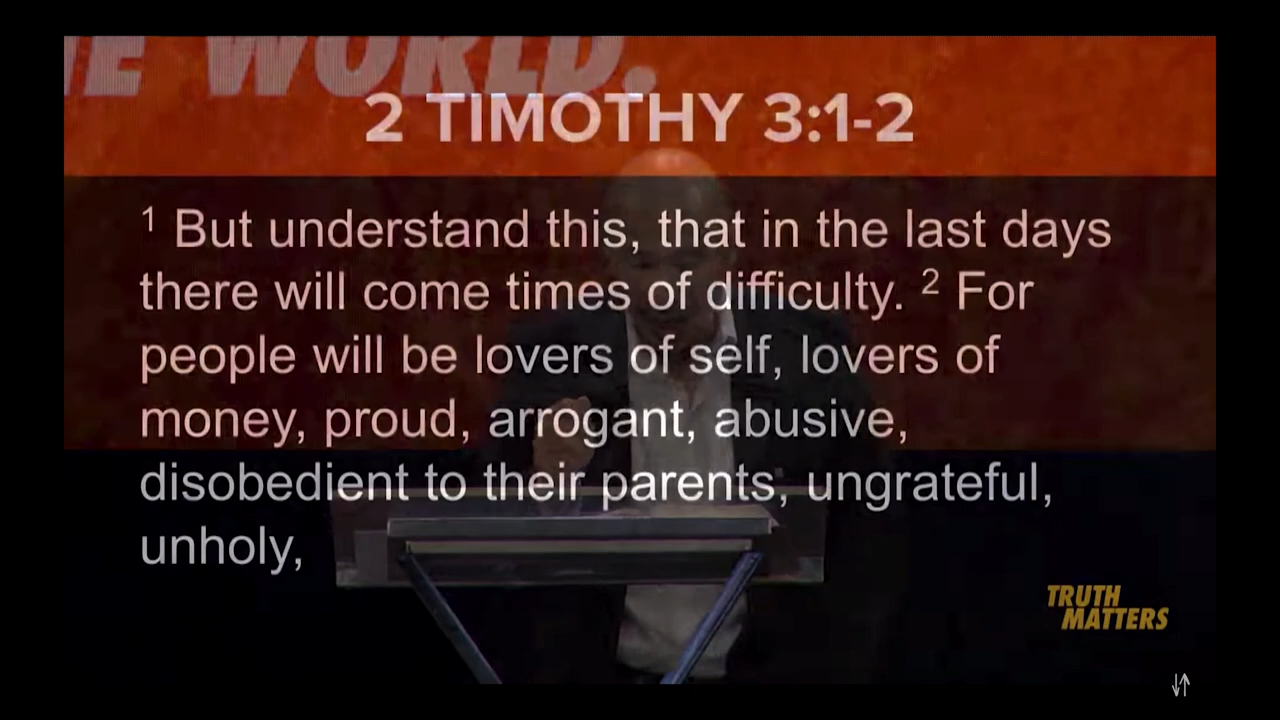 HE WORLD.
2 TIMOTHY 3:1-2
1 But understand this, that in the last days
there will come times of difficulty. 2 For
people will be lovers of self, lovers of
money, proud, arrogant, abusive,
disobedient to their parents, ungrateful,
unholy,
TRUTH
MATTERS